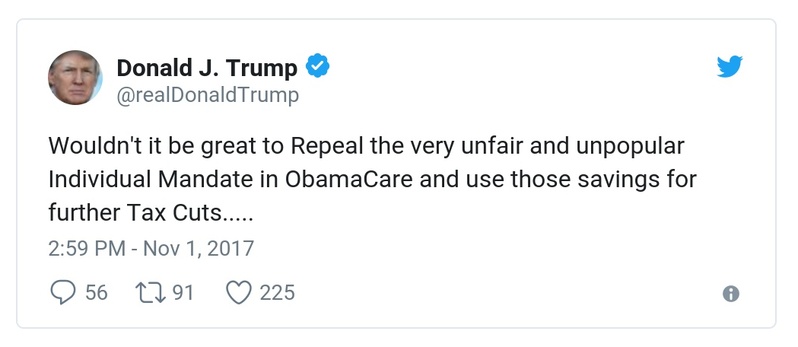 Donald J. Trump
@realDonaldTrump
Wouldn't it be great to Repeal the very unfair and unpopular
Individual Mandate in ObamaCare and use those savings for
further Tax Cuts.....
2:59 PM - Nov 1, 2017
56 91 225